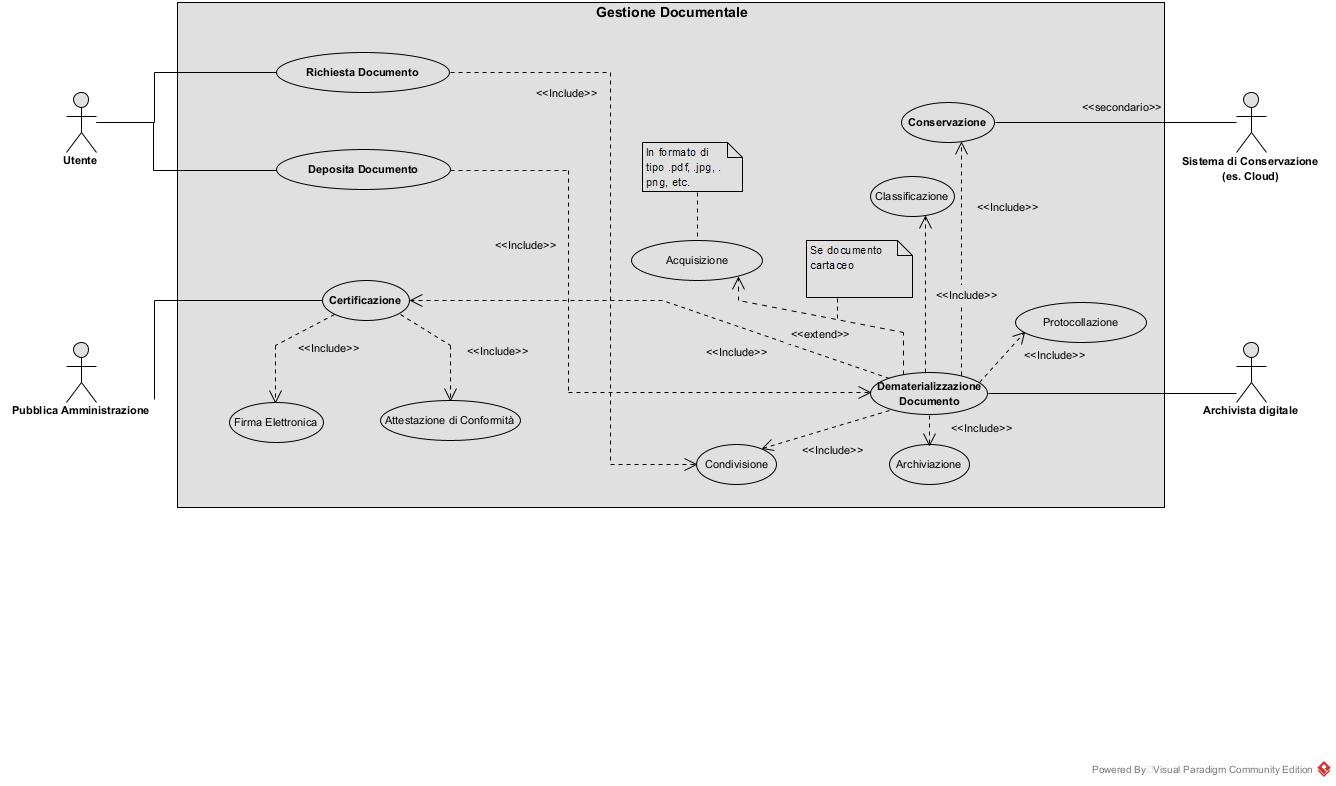 Gestione Documentale
Richiesta Documento
<<Include>>
<<secondario>>
Conservazione
Utente
Sistema di Conservazione
(es. Cloud)
Deposita Documento
In formato di
tipo .pdf, .jpg, .
png, etc.
Classificazione
<<Include>>
<<Include>>
Acquisizione
Se documento
cartaceo
<<Include>>
Certificazione
Protocollazione
<<extend>>
<<Include>>
<<Include>>
<<Include>>
<<Include>>
Pubblica Amministrazione
Dematerializzazione
Documento
Archivista digitale
Firma Elettronica
Attestazione di Conformità
<<Include>>
<<Include>>
Condivisione
Archiviazione
Powered By Visual Paradigm Community Edition